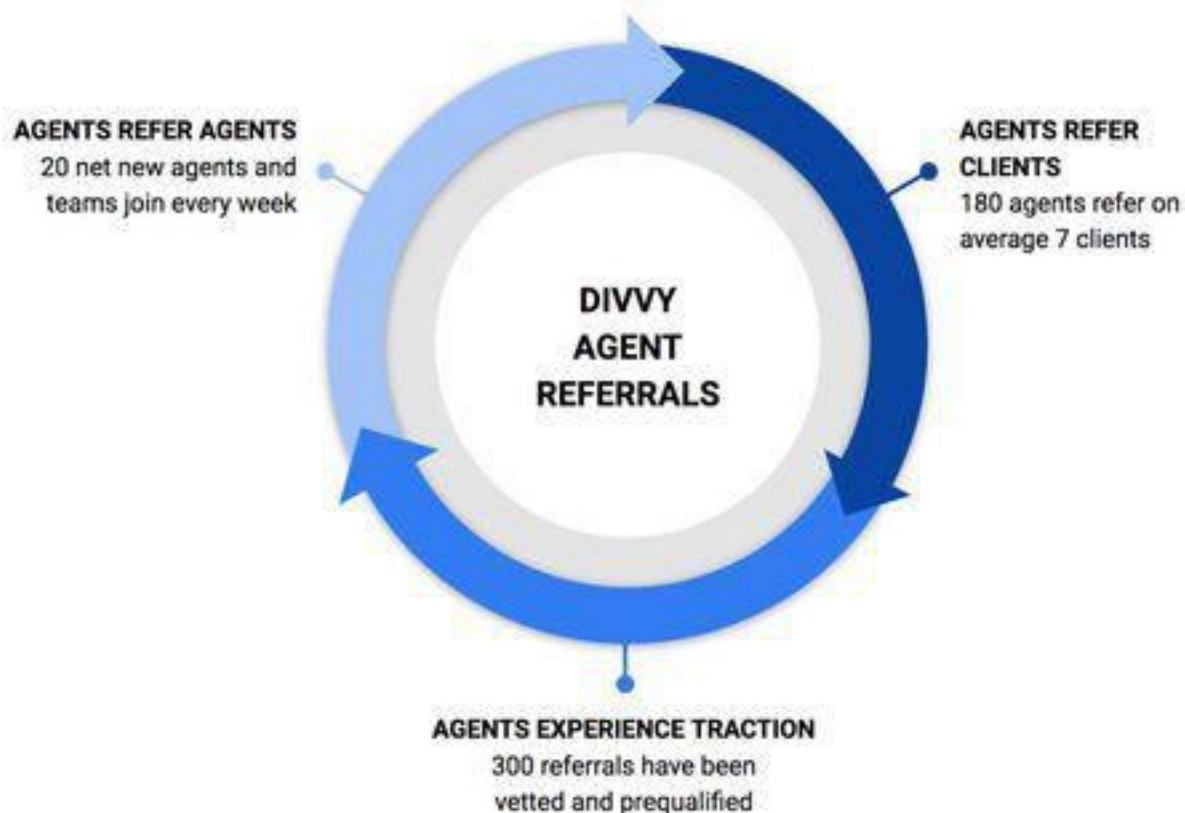 AGENTS REFER AGENTS
20 net new agents and
teams join every week
AGENTS REFER
CLIENTS
180 agents refer on
average 7 clients
DIVVY
AGENT
REFERRALS
AGENTS EXPERIENCE TRACTION
300 referrals have been
vetted and prequalified